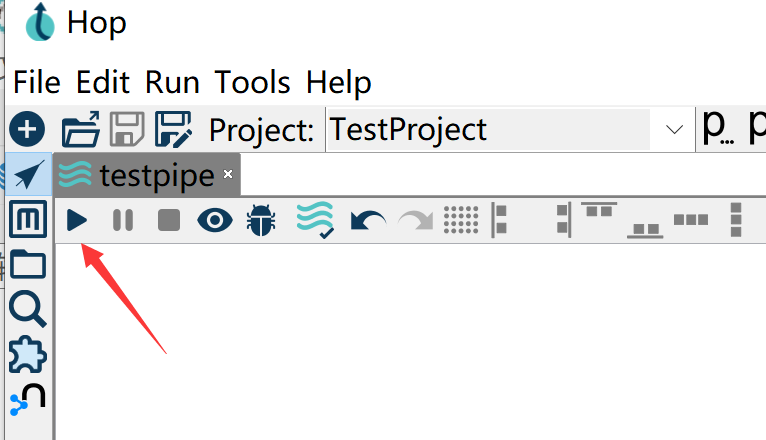 Hop
File Edit Run Tools Help
Project: TestProject p...
testpipe